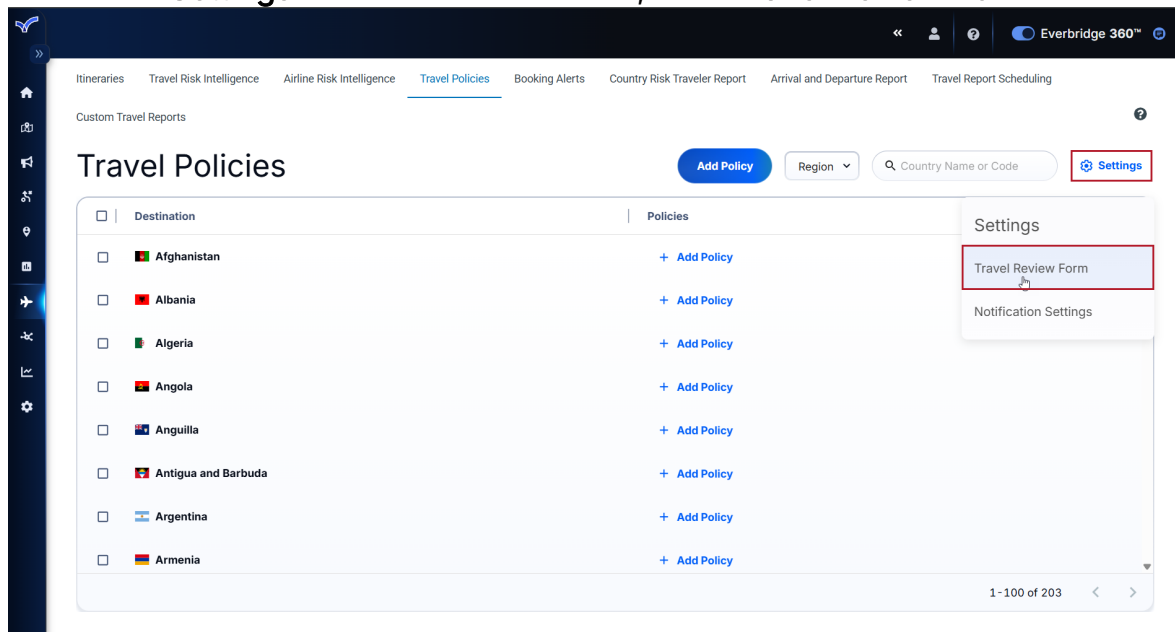 Everbridge 360™
Itineraries Travel Risk Intelligence Airline Risk Intelligence Travel Policies Booking Alerts Country Risk Traveler Report Arrival and Departure Report Travel Report Scheduling
Custom Travel Reports
Travel Policies
Add Policy Region Country Name or Code Settings
Destination Policies
Settings
Afghanistan + Add Policy
Travel Review Form
Albania + Add Policy
Notification Settings
Algeria + Add Policy
Angola + Add Policy
Anguilla + Add Policy
Antigua and Barbuda + Add Policy
Argentina + Add Policy
Armenia + Add Policy
1-100 of 203